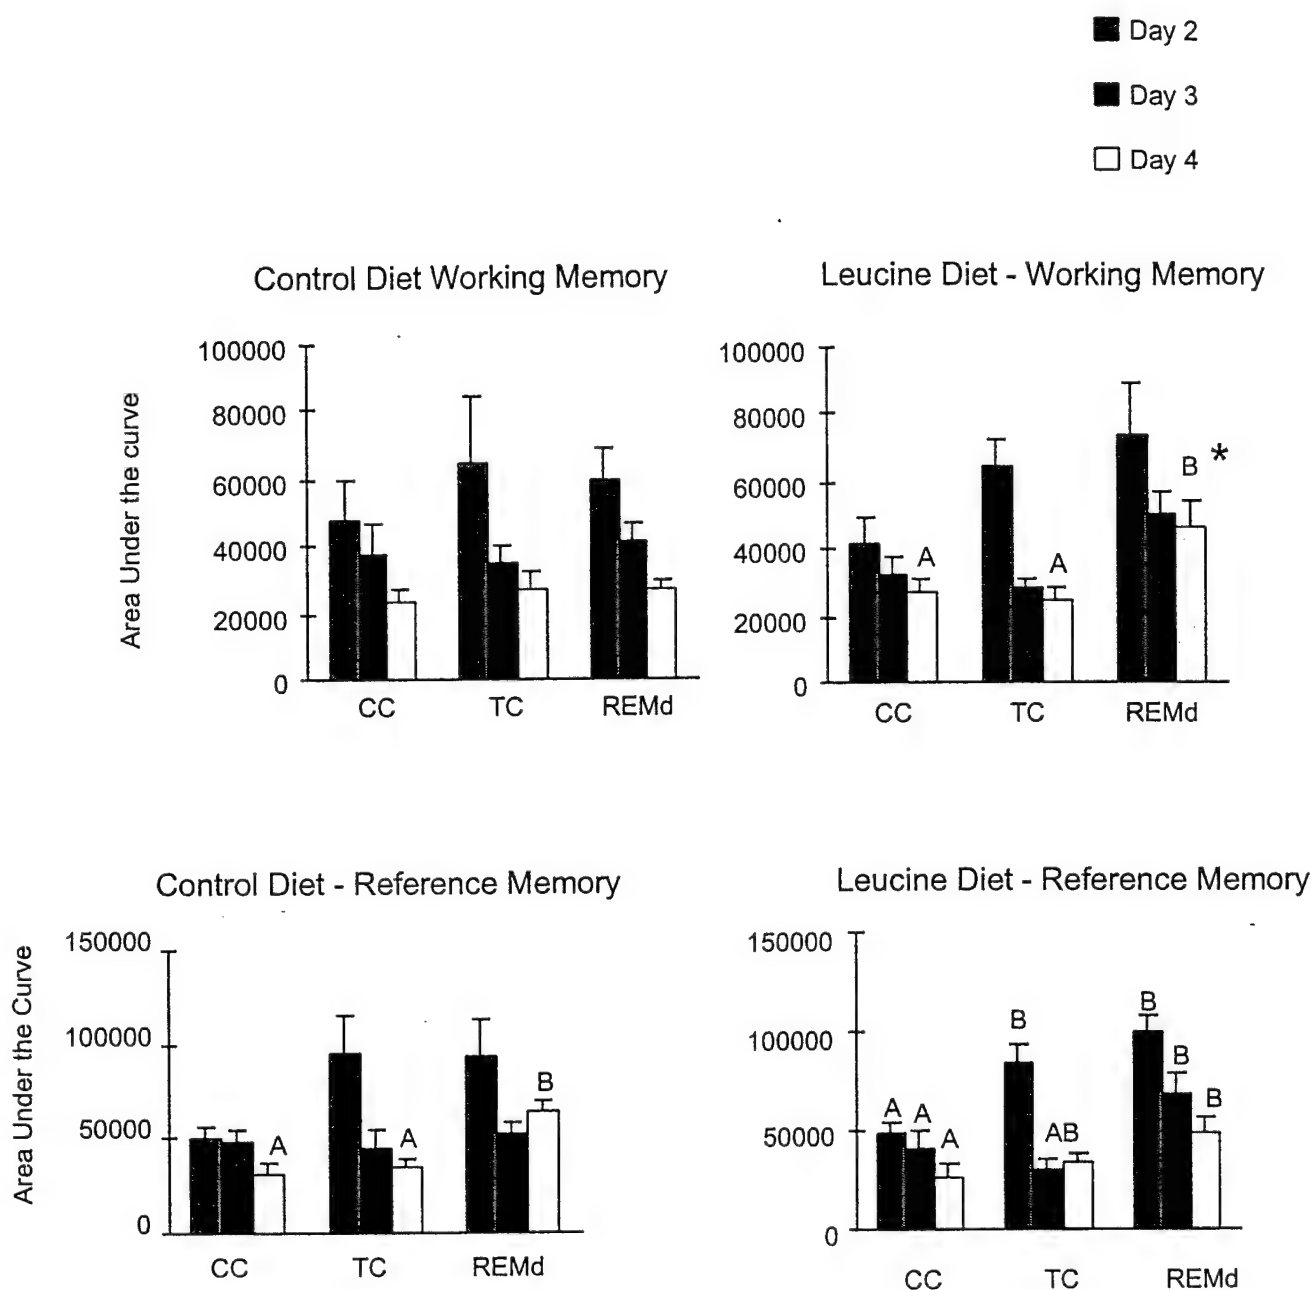 Day 2
Day 3
Day 4
Control Diet Working Memory
Leucine Diet - Working Memory
Area Under the curve
100000
80000
60000
40000
20000
0
CC
TC
REMd
100000
80000
60000
40000
20000
0
A
A
B *
CC
TC
REMd
Control Diet - Reference Memory
Leucine Diet - Reference Memory
Area Under the Curve
150000
100000
50000
0
A
A
B
CC
TC
REMd
150000
100000
50000
0
A
A
A
B
AB
B
B
B
CC
TC
REMd